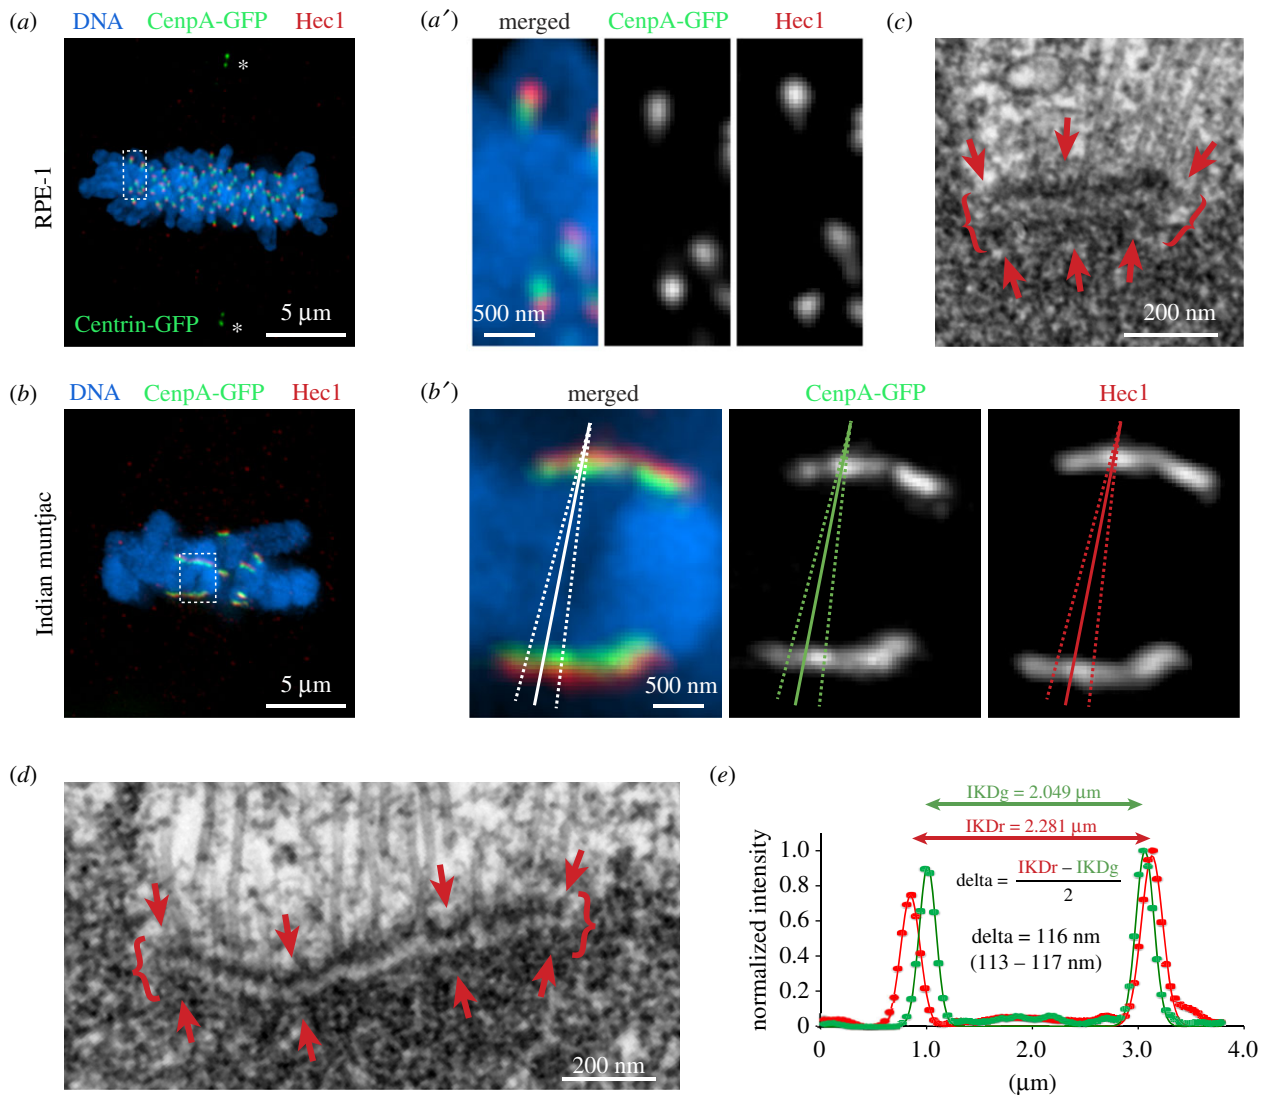 (a) DNA CenpA-GFP Hec1
RPE-1
*
Centrin-GFP
*
5 µm
(a′) merged CenpA-GFP Hec1
500 nm
(c)
200 nm
(b) DNA CenpA-GFP Hec1
Indian muntjac
5 µm
(b′) merged CenpA-GFP Hec1
500 nm
(d)
200 nm
(e)
IKDg = 2.049 µm
IKDr = 2.281 µm
delta = IKDr – IKDg
2
delta = 116 nm
(113 – 117 nm)
normalized intensity
1.0
0.8
0.6
0.4
0.2
0
0 1.0 2.0 3.0 4.0
(µm)